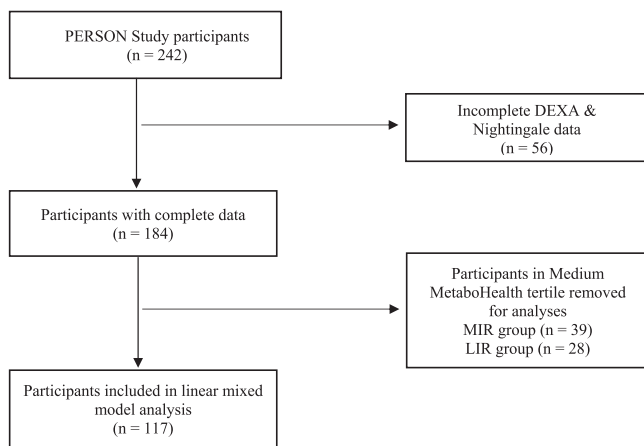 PERSON Study participants
(n = 242)
Incomplete DEXA &
Nightingale data
(n = 56)
Participants with complete data
(n = 184)
Participants in Medium
MetaboHealth tertile removed
for analyses
MIR group (n = 39)
LIR group (n = 28)
Participants included in linear mixed
model analysis
(n = 117)